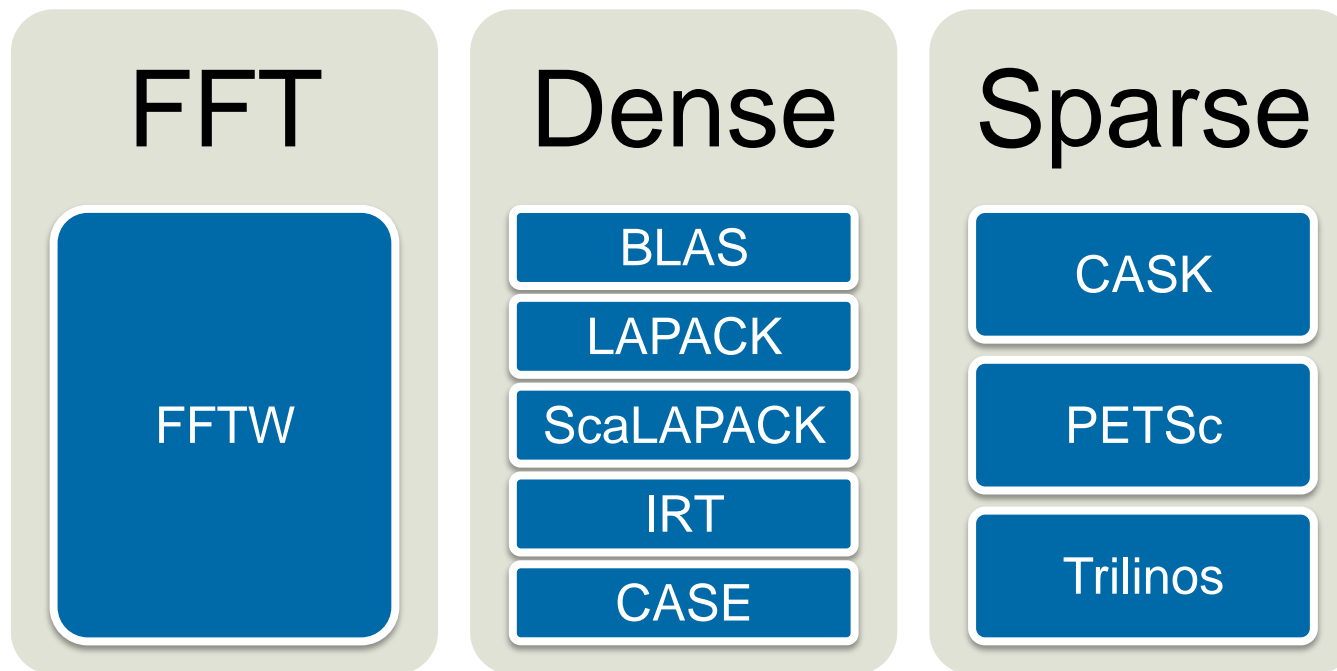 FFT
FFTW
Dense
BLAS
LAPACK
ScaLAPACK
IRT
CASE
Sparse
CASK
PETSc
Trilinos